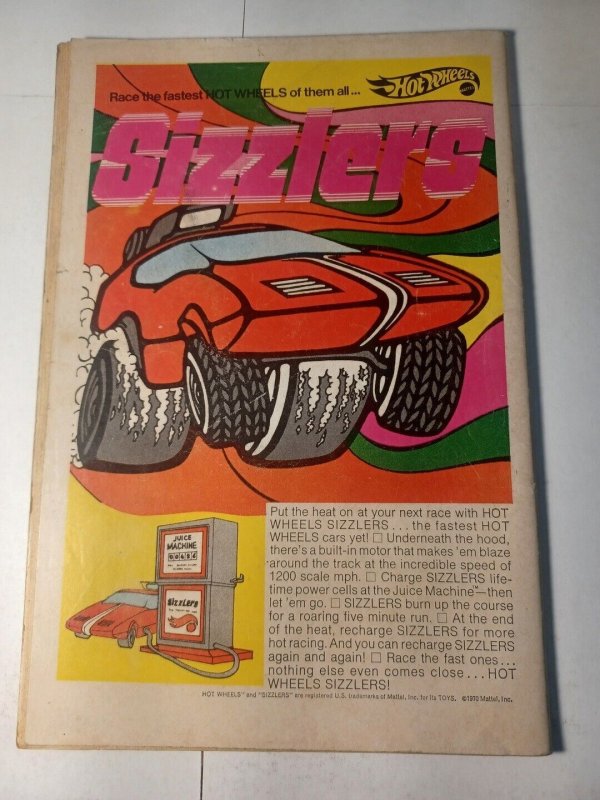 Race the fastest HOT WHEELS of them all...
Hot Wheels
MATTEL
Sizzlers
JUICE
MACHINE
SizzLers
Put the heat on at your next race with HOT
WHEELS SIZZLERS... the fastest HOT
WHEELS cars yet! □ Underneath the hood,
there's a built-in motor that makes 'em blaze
around the track at the incredible speed of
1200 scale mph. □ Charge SIZZLERS life-
time power cells at the Juice Machine™—then
let 'em go. □ SIZZLERS burn up the course
for a roaring five minute run. □ At the end
of the heat, recharge SIZZLERS for more
hot racing. And you can recharge SIZZLERS
again and again! □ Race the fast ones...
nothing else even comes close... HOT
WHEELS SIZZLERS!
HOT WHEELS® and "SIZZLERS" are registered U.S. trademarks of Mattel, Inc. for its TOYS. ©1970 Mattel, Inc.